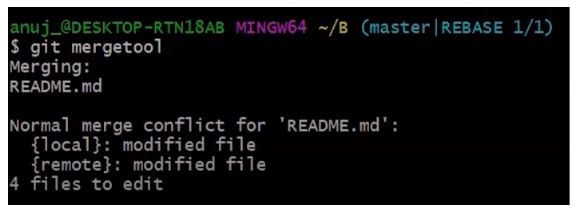 anuj_@DESKTOP-RTN18AB MINGW64 ~/B (master|REBASE 1/1)
$ git mergetool
Merging:
README.md
Normal merge conflict for 'README.md':
{local}: modified file
{remote}: modified file
4 files to edit